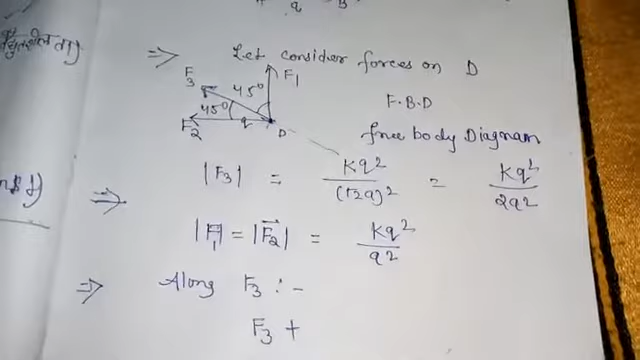 a
B
⇒ Let consider forces on D
F3 45° F1
45° F.B.D
F2 q D
free body Diagram
|F3| = Kq²/(√2a)² = Kq²/2a²
⇒
|F1| = |F2| = Kq²/a²
⇒ Along F3 :-
F3 +